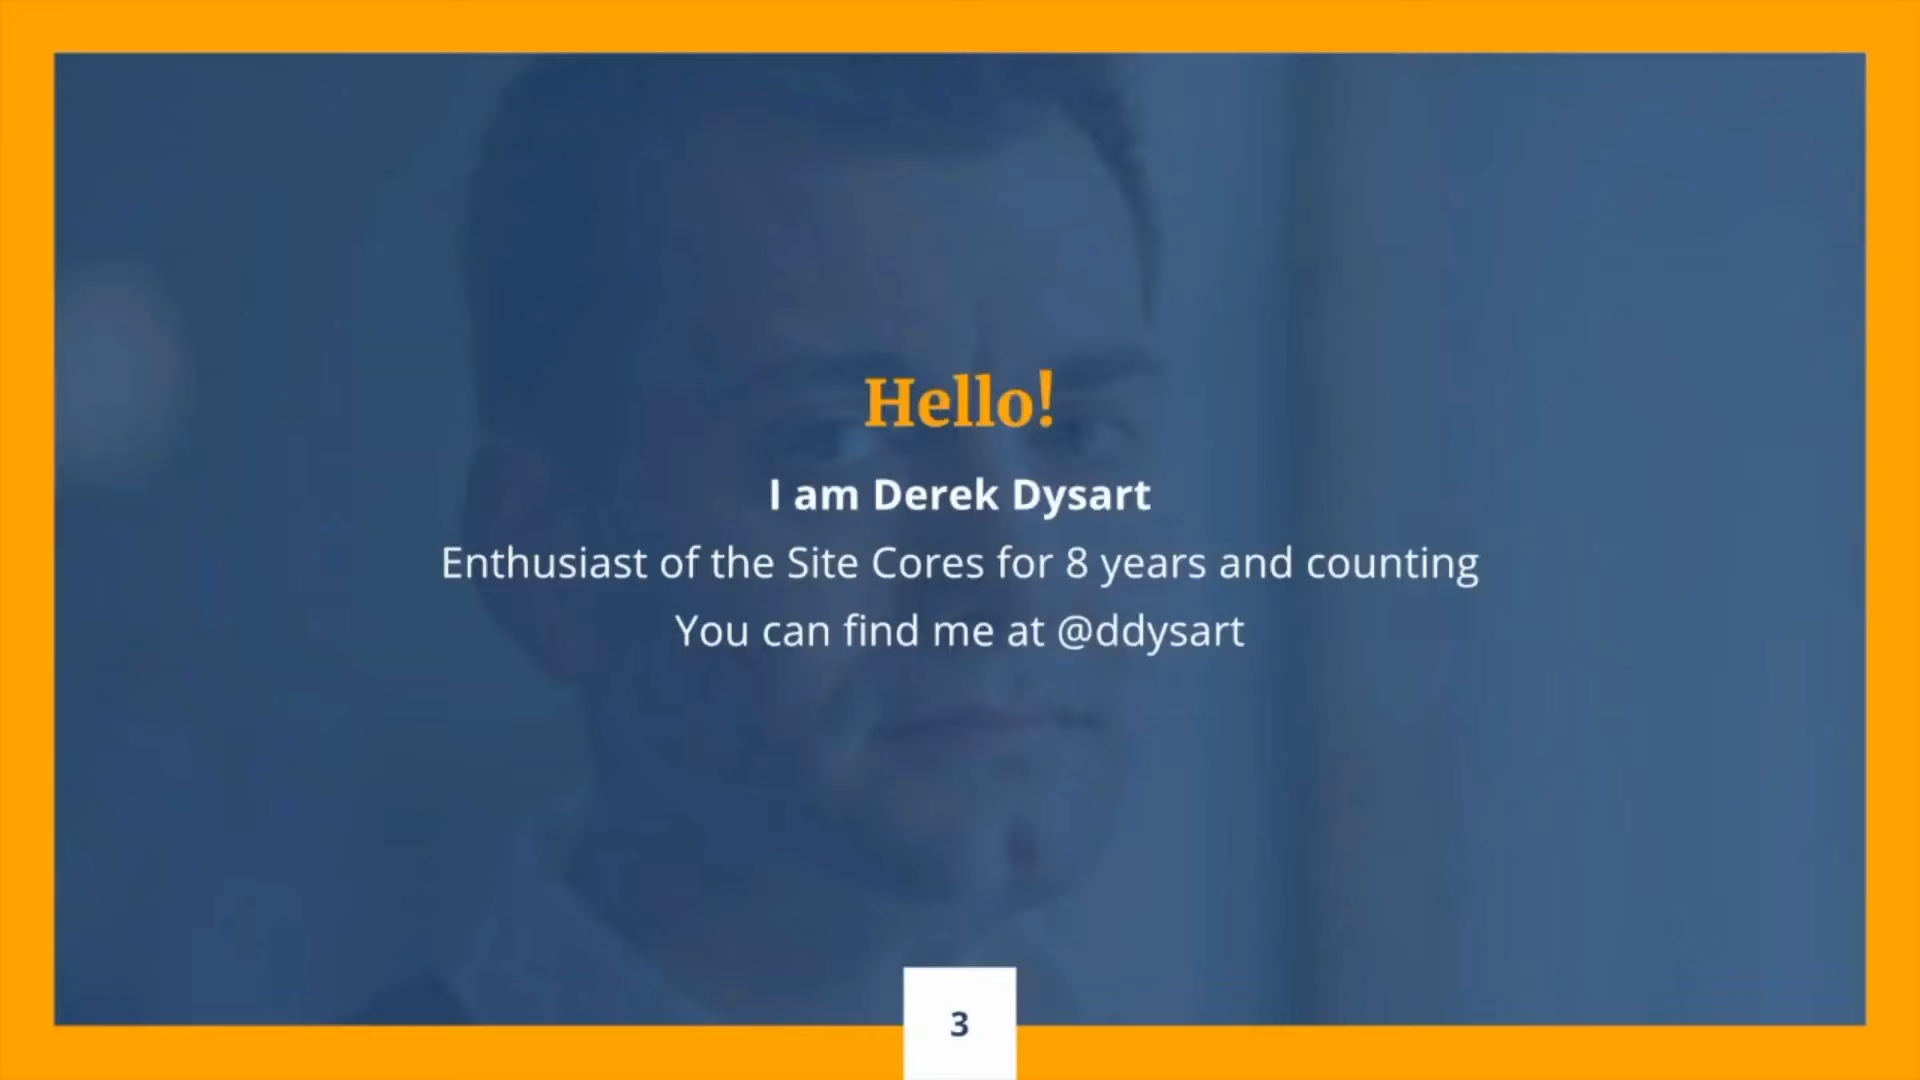 Hello!
I am Derek Dysart
Enthusiast of the Site Cores for 8 years and counting
You can find me at @ddysart
3